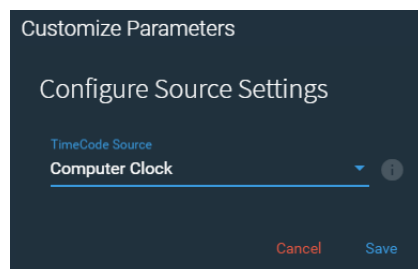 Customize Parameters
Configure Source Settings
TimeCode Source
Computer Clock
Cancel Save